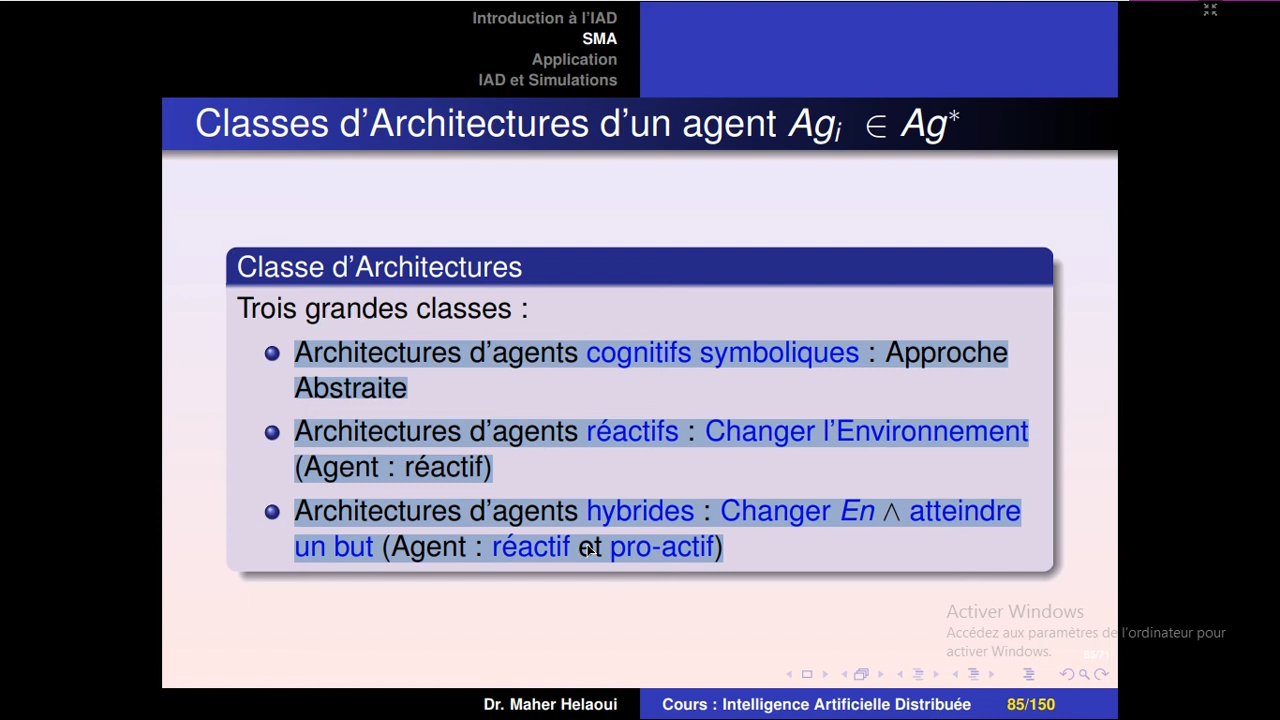 Introduction à l'IAD
SMA
Application
IAD et Simulations
Classes d'Architectures d'un agent Agi ∈ Ag*
Classe d'Architectures
Trois grandes classes :
Architectures d'agents cognitifs symboliques : Approche
Abstraite
Architectures d'agents réactifs : Changer l'Environnement
(Agent : réactif)
Architectures d'agents hybrides : Changer En ∧ atteindre
un but (Agent : réactif et pro-actif)
Activer Windows
Accédez aux paramètres de l'ordinateur pour
activer Windows.
Dr. Maher Helaoui
Cours : Intelligence Artificielle Distribuée
85/150